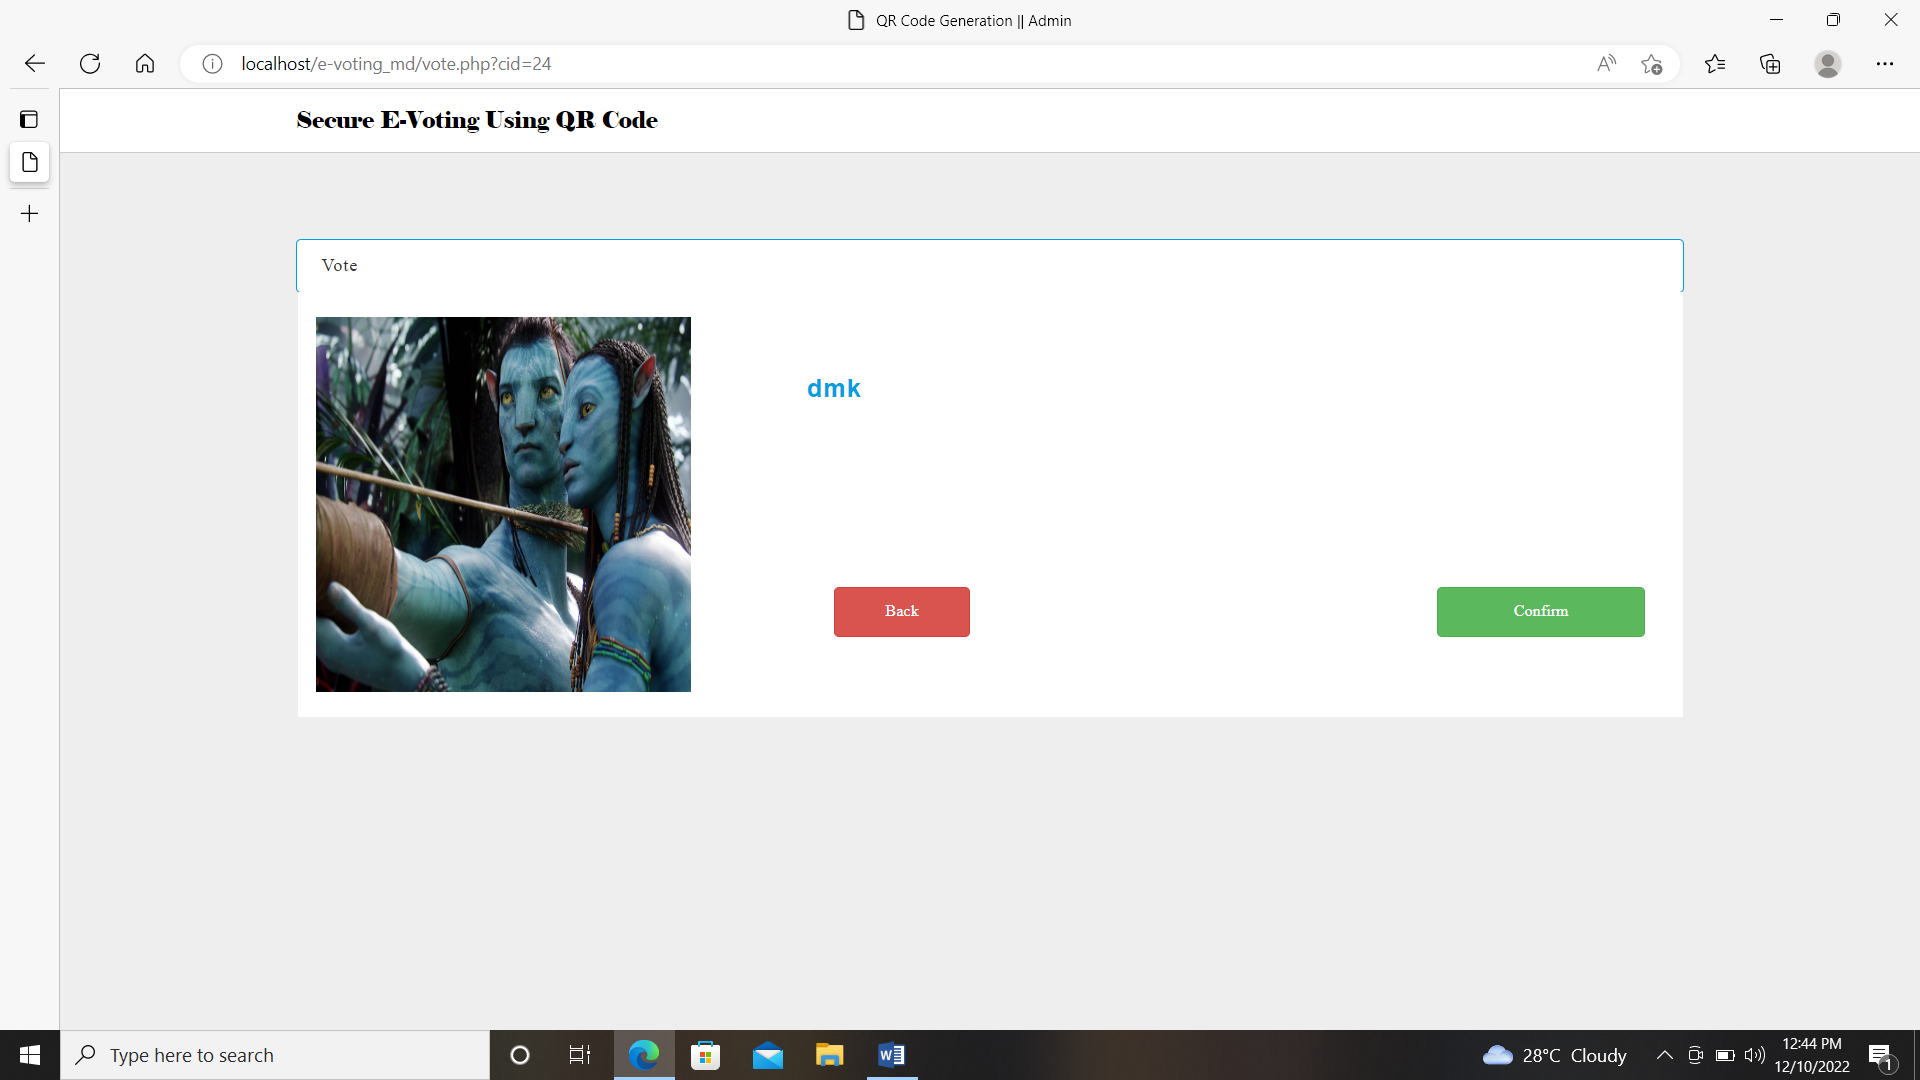 QR Code Generation || Admin
localhost/e-voting_md/vote.php?cid=24
Secure E-Voting Using QR Code
Vote
dmk
Back
Confirm
Type here to search
28°C Cloudy
12:44 PM
12/10/2022
1